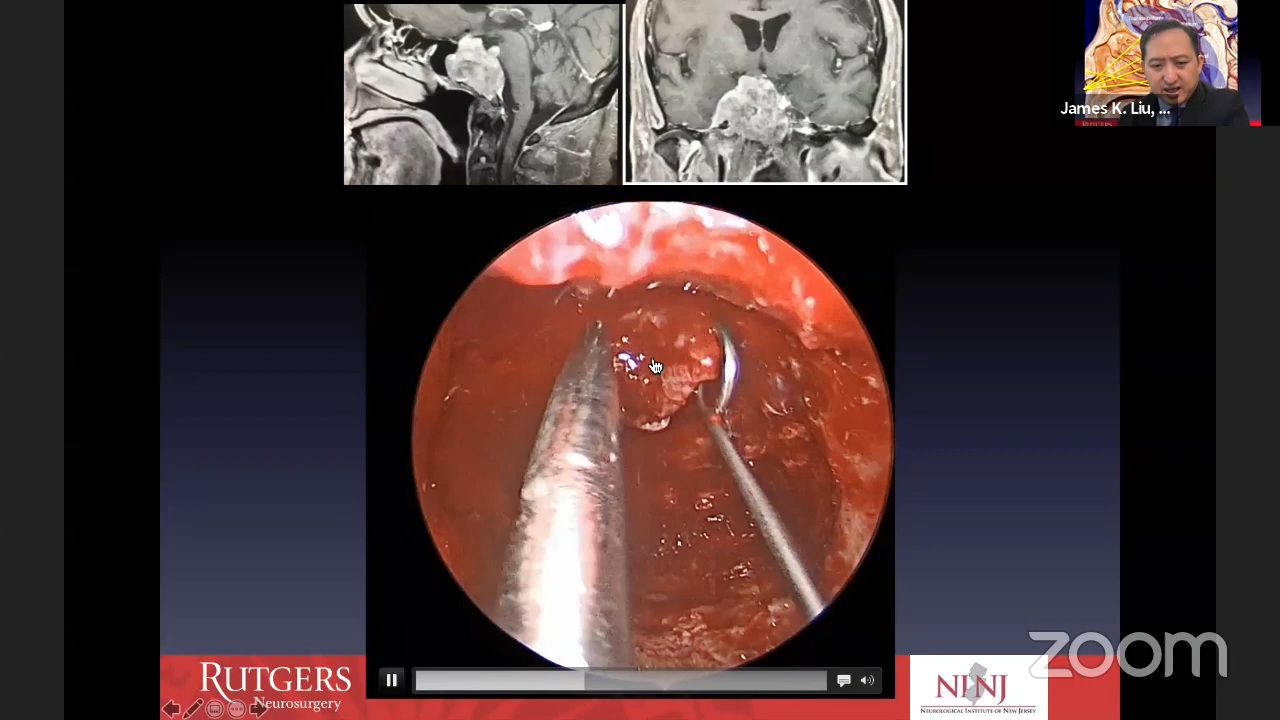 James K. Liu, ...
RUTGERS
Neurosurgery
NINJ
NEUROLOGICAL INSTITUTE OF NEW JERSEY
zoom